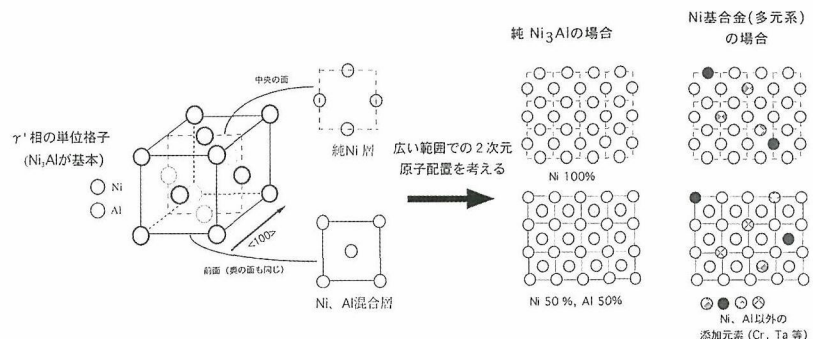 γ'相の単位格子
(Ni₃Alが基本)
Ni
Al
中央の面
純Ni 層
<100>
前面（奥の面も同じ）
Ni、Al混合層
広い範囲での2次元
原子配置を考える
純 Ni₃Alの場合
Ni 100%
Ni 50 %, Al 50%
Ni基合金(多元系)
の場合
Ni、Al以外の
添加元素 (Cr、Ta 等)